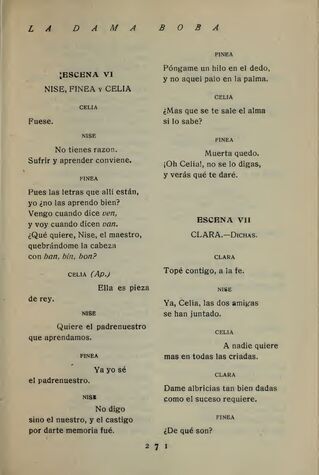 LA DAMA BOBA
ESCENA VI
NISE, FINEA Y CELIA
CELIA
Fuese.
NISE
No tienes razon.
Sufrir y aprender conviene.
FINEA
Pues las letras que allí están,
yo ¿no las aprendo bien?
Vengo cuando dice ven,
y voy cuando dicen van.
¿Qué quiere, Nise, el maestro,
quebrándome la cabeza
con ban, bin, bon?
CELIA (Ap.)
Ella es pieza
de rey.
NISE
Quiere el padrenuestro
que aprendamos.
FINEA
Ya yo sé
el padrenuestro.
NISE
No digo
sino el nuestro, y el castigo
por darte memoria fué.
FINEA
Póngame un hilo en el dedo,
y no aquel palo en la palma.
CELIA
¿Mas que se te sale el alma
si lo sabe?
FINEA
Muerta quedo.
¡Oh Celia!, no se lo digas,
y verás qué te daré.
ESCENA VII
CLARA.—DICHAS.
CLARA
Topé contigo, a la fe.
NISE
Ya, Celia, las dos amigas
se han juntado.
CELIA
A nadie quiere
mas en todas las criadas.
CLARA
Dame albricias tan bien dadas
como el suceso requiere.
FINEA
¿De qué son?
271